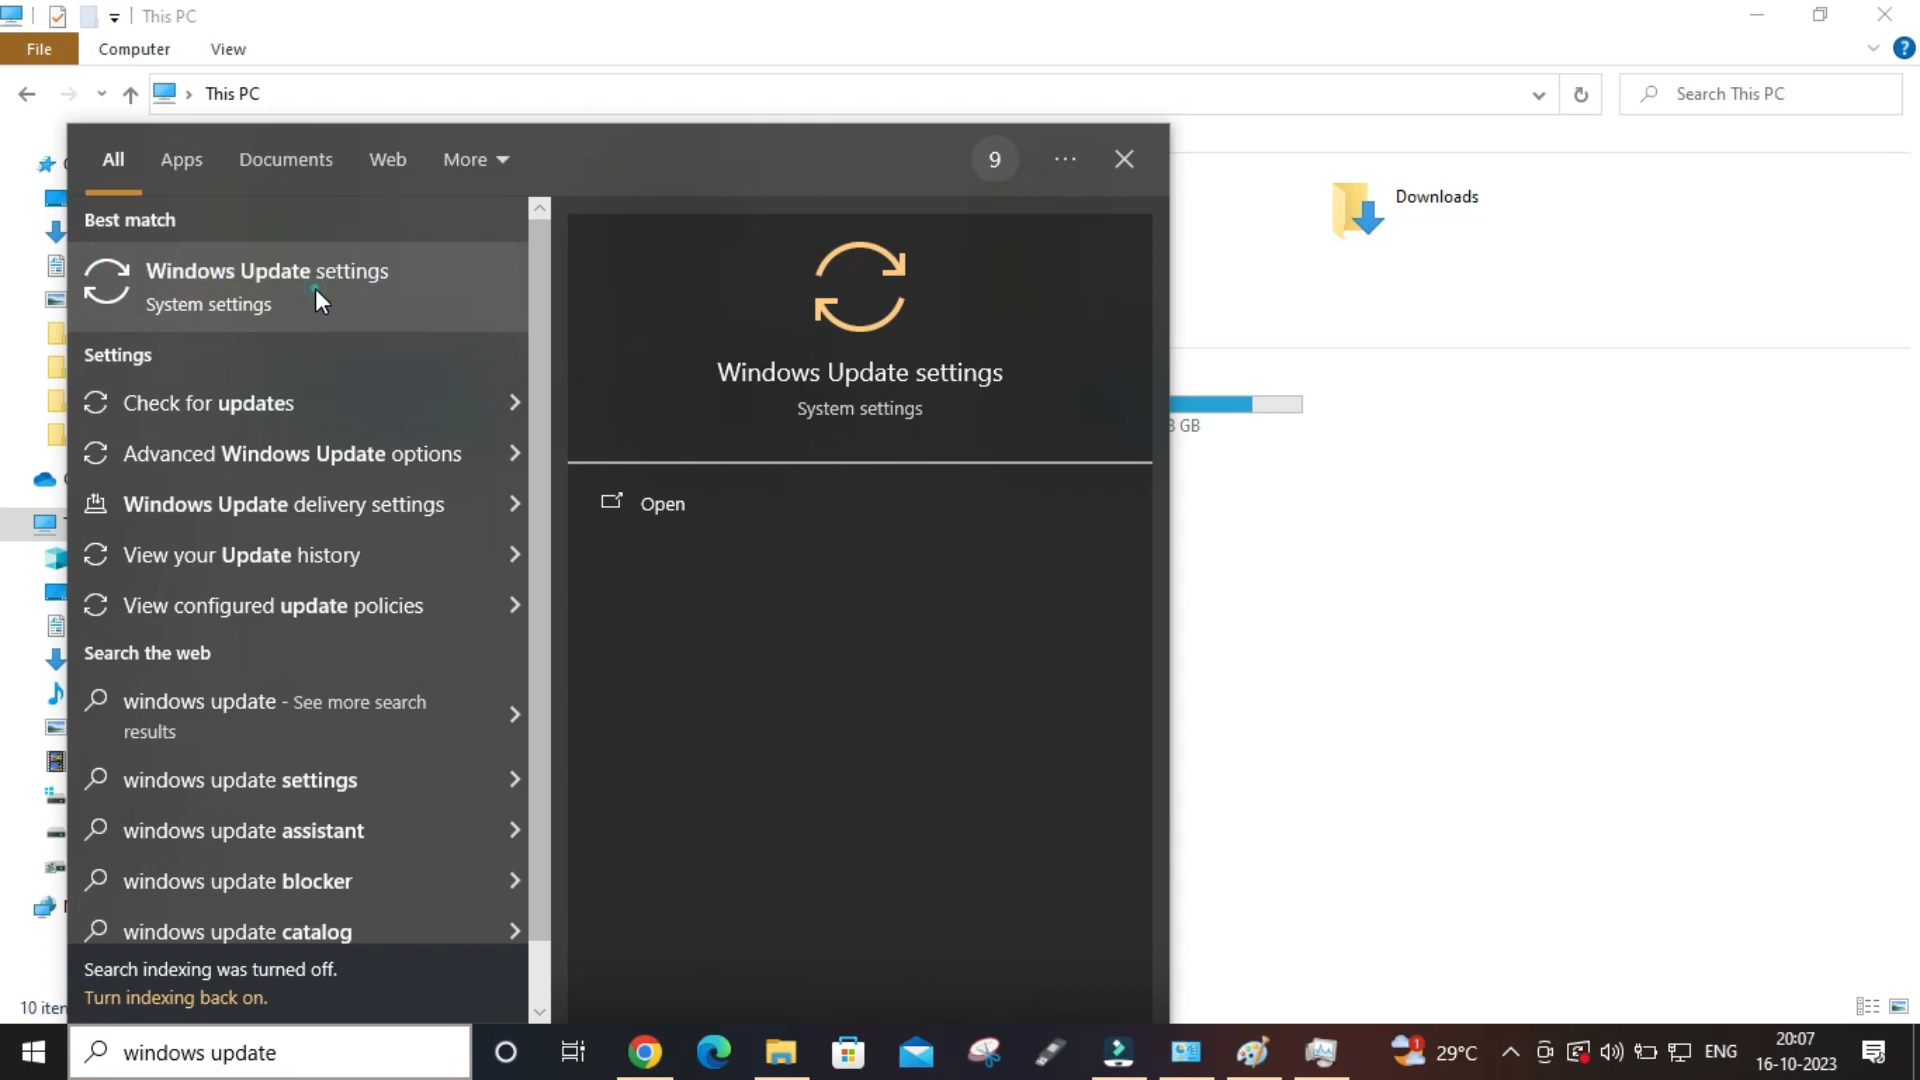 This PC
File
Computer
View
This PC
Search This PC
All
Apps
Documents
Web
More
9
Best match
Windows Update settings
System settings
Settings
Check for updates
Advanced Windows Update options
Windows Update delivery settings
View your Update history
View configured update policies
Search the web
windows update - See more search
results
windows update settings
windows update assistant
windows update blocker
windows update catalog
Search indexing was turned off.
Turn indexing back on.
Windows Update settings
System settings
Open
Downloads
GB
10
windows update
1
29°C
ENG
20:07
16-10-2023